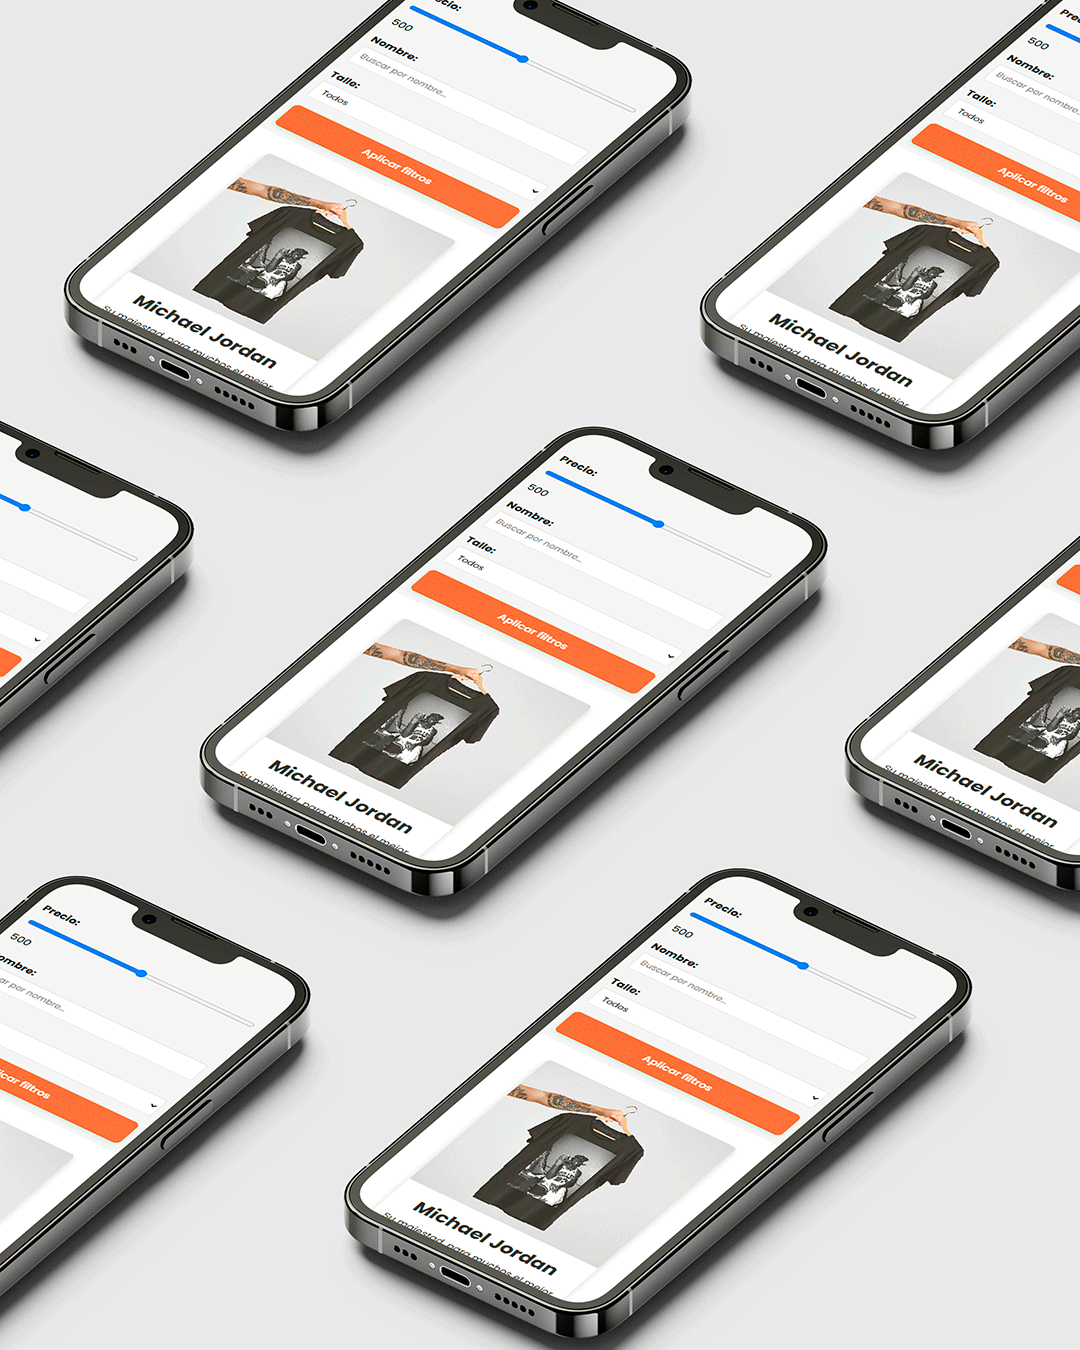 cio:
500
Nombre:
Buscar por nombre...
Talle:
Todos
Aplicar filtros
Michael Jordan
Su majestad, para muchos el mejor
Precio:
500
Nombre:
Buscar por nombre...
Talle:
Todos
Aplicar filtros
Michael Jordan
Su majestad, para muchos el mejor
Precio:
500
Nombre:
Buscar por nombre...
Talle:
Todos
Aplicar filtros
Michael Jordan
Su majestad, para muchos el mejor
Michael Jordan
Su majestad, para muchos el mejor
Precio:
500
ombre:
ar por nombre...
icar filtros
Precio:
500
Nombre:
Buscar por nombre...
Talle:
Todos
Aplicar filtros
Michael Jordan
Su majestad, para muchos el mejor